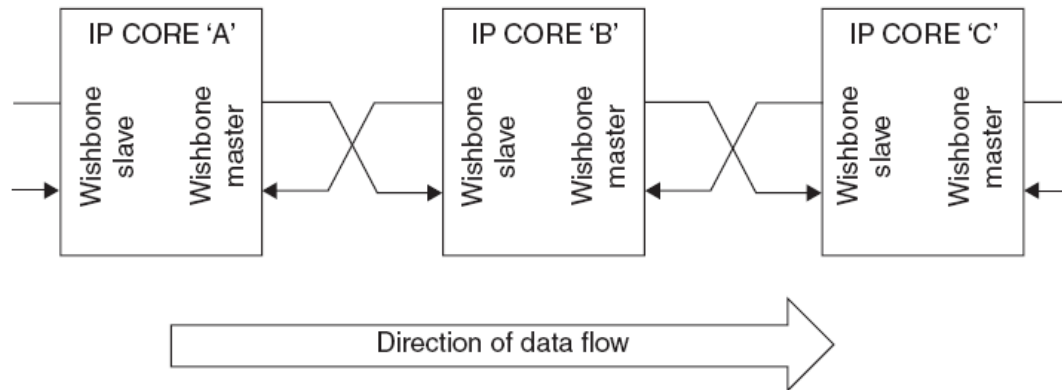 IP CORE ‘A’
Wishbone
slave
Wishbone
master
IP CORE ‘B’
Wishbone
slave
Wishbone
master
IP CORE ‘C’
Wishbone
slave
Wishbone
master
Direction of data flow